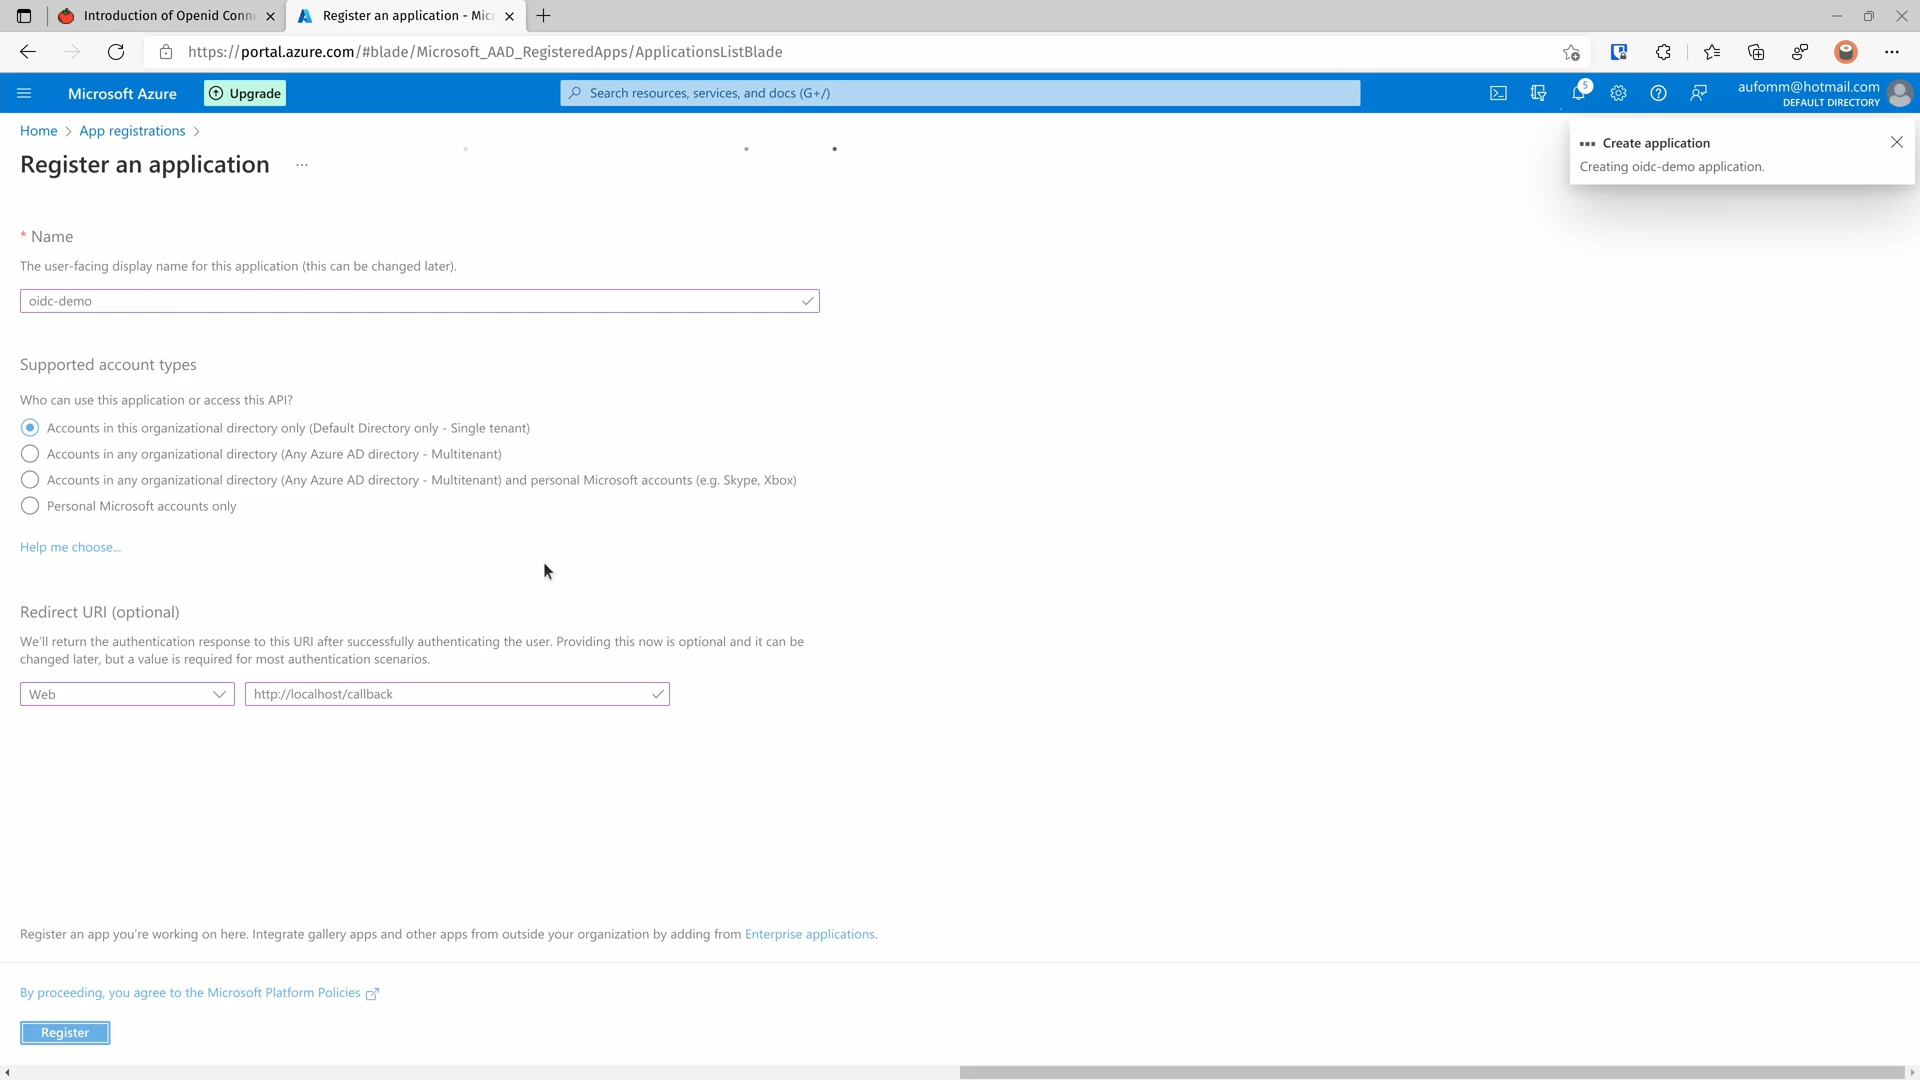 Introduction of Openid Conne
Register an application - Micr
https://portal.azure.com/#blade/Microsoft_AAD_RegisteredApps/ApplicationsListBlade
Microsoft Azure
Upgrade
Search resources, services, and docs (G+/)
5
aufomm@hotmail.com
DEFAULT DIRECTORY
Home > App registrations >
Register an application
...
Create application
Creating oidc-demo application.
* Name
The user-facing display name for this application (this can be changed later).
oidc-demo
Supported account types
Who can use this application or access this API?
Accounts in this organizational directory only (Default Directory only - Single tenant)
Accounts in any organizational directory (Any Azure AD directory - Multitenant)
Accounts in any organizational directory (Any Azure AD directory - Multitenant) and personal Microsoft accounts (e.g. Skype, Xbox)
Personal Microsoft accounts only
Help me choose...
Redirect URI (optional)
We'll return the authentication response to this URI after successfully authenticating the user. Providing this now is optional and it can be
changed later, but a value is required for most authentication scenarios.
Web
http://localhost/callback
Register an app you're working on here. Integrate gallery apps and other apps from outside your organization by adding from Enterprise applications.
By proceeding, you agree to the Microsoft Platform Policies
Register